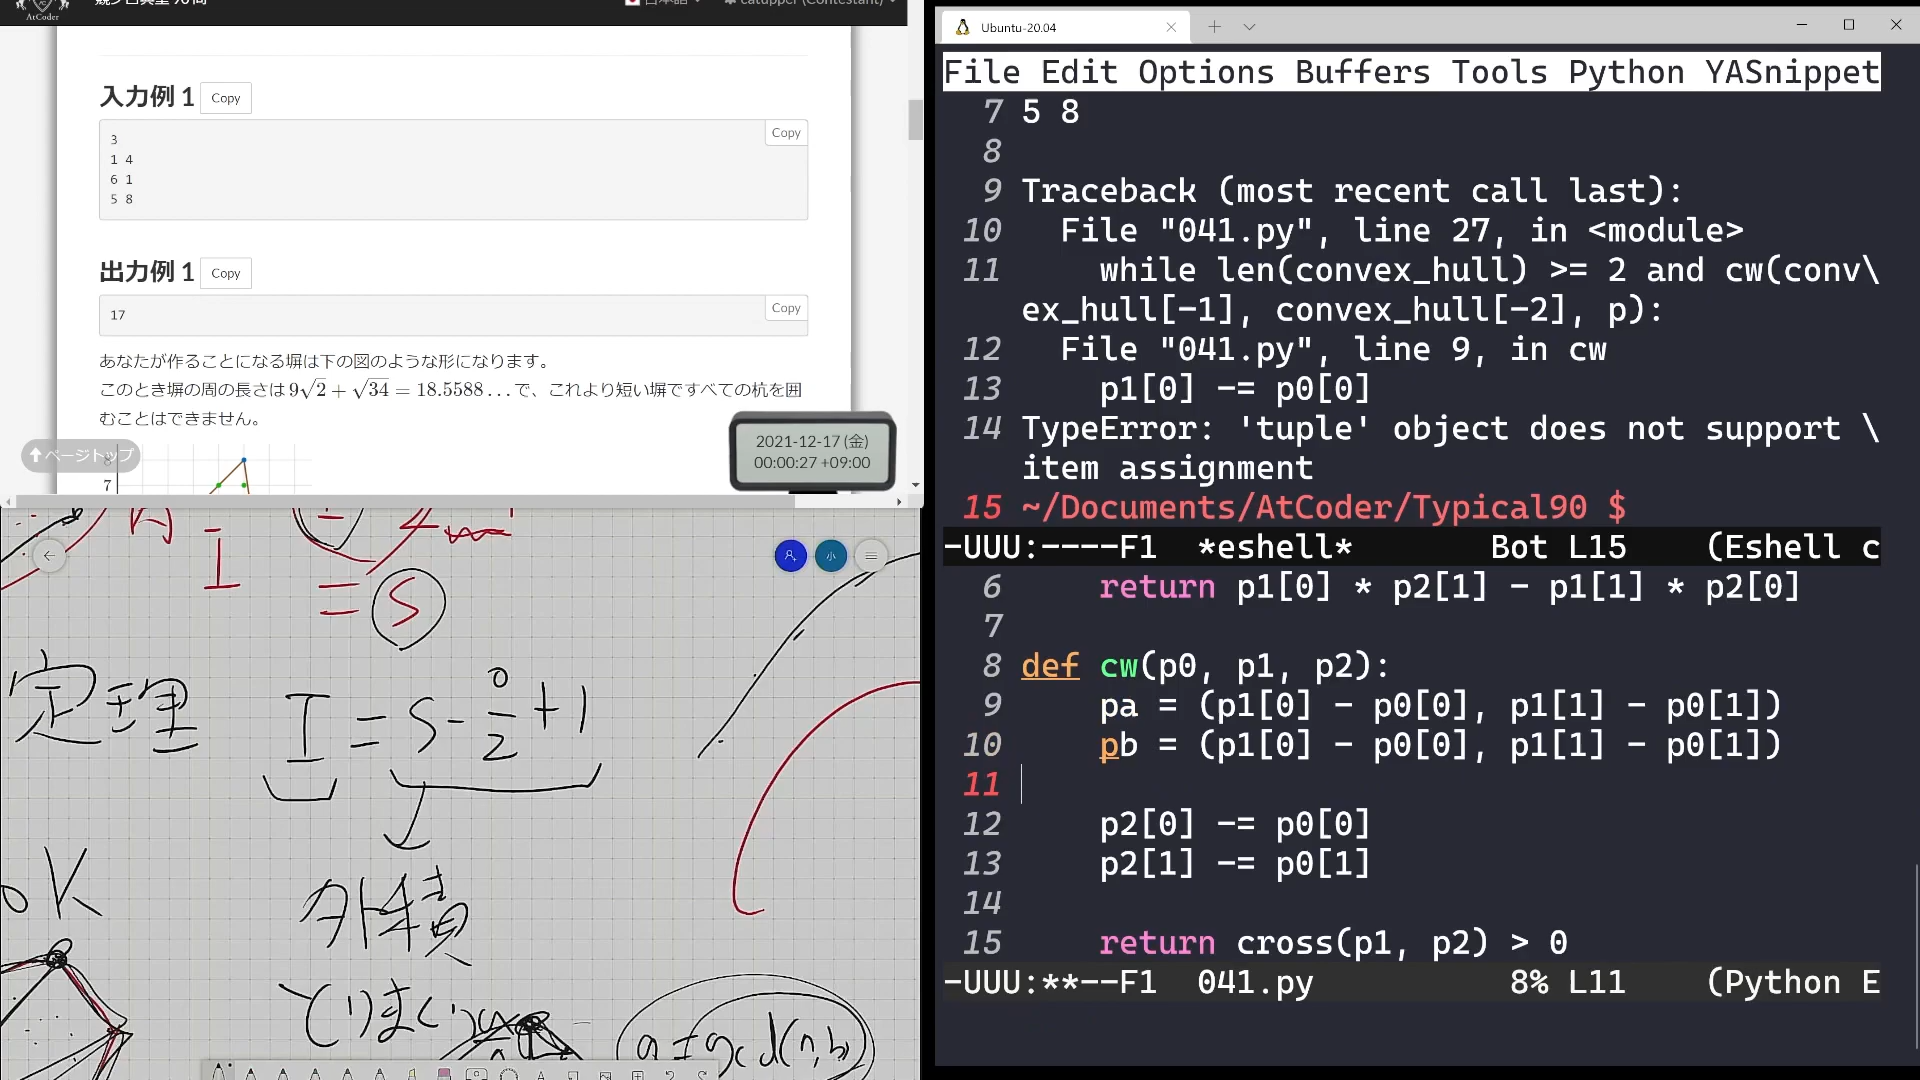 AtCoder
catupper (Contestant)
入力例 1
Copy
Copy
3
1 4
6 1
5 8
出力例 1
Copy
Copy
17
あなたが作ることになる塀は下の図のような形になります。
このとき塀の周の長さは 9√2 + √34 = 18.5588... で、これより短い塀ですべての杭を囲
むことはできません。
ページトップ
7
2021-12-17 (金)
00:00:27 +09:00
I
= S
定理 I = S - 0/2 + 1
OK
外積
とりまく
g = gcd(a,b)
Ubuntu-20.04
File Edit Options Buffers Tools Python YASnippet
7 5 8
8
9 Traceback (most recent call last):
10   File "041.py", line 27, in <module>
11     while len(convex_hull) >= 2 and cw(conv\
ex_hull[-1], convex_hull[-2], p):
12   File "041.py", line 9, in cw
13     p1[0] -= p0[0]
14 TypeError: 'tuple' object does not support \
item assignment
15 ~/Documents/AtCoder/Typical90 $
-UUU:----F1  *eshell*       Bot L15    (Eshell c
6     return p1[0] * p2[1] - p1[1] * p2[0]
7
8 def cw(p0, p1, p2):
9     pa = (p1[0] - p0[0], p1[1] - p0[1])
10     pb = (p1[0] - p0[0], p1[1] - p0[1])
11
12     p2[0] -= p0[0]
13     p2[1] -= p0[1]
14
15     return cross(p1, p2) > 0
-UUU:**--F1  041.py          8% L11    (Python E